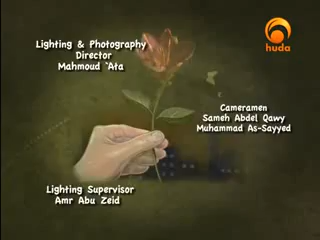 Lighting & Photography
Director
Mahmoud `Ata
huda
Cameramen
Sameh Abdel Qawy
Muhammad As-Sayyed
Lighting Supervisor
Amr Abu Zeid